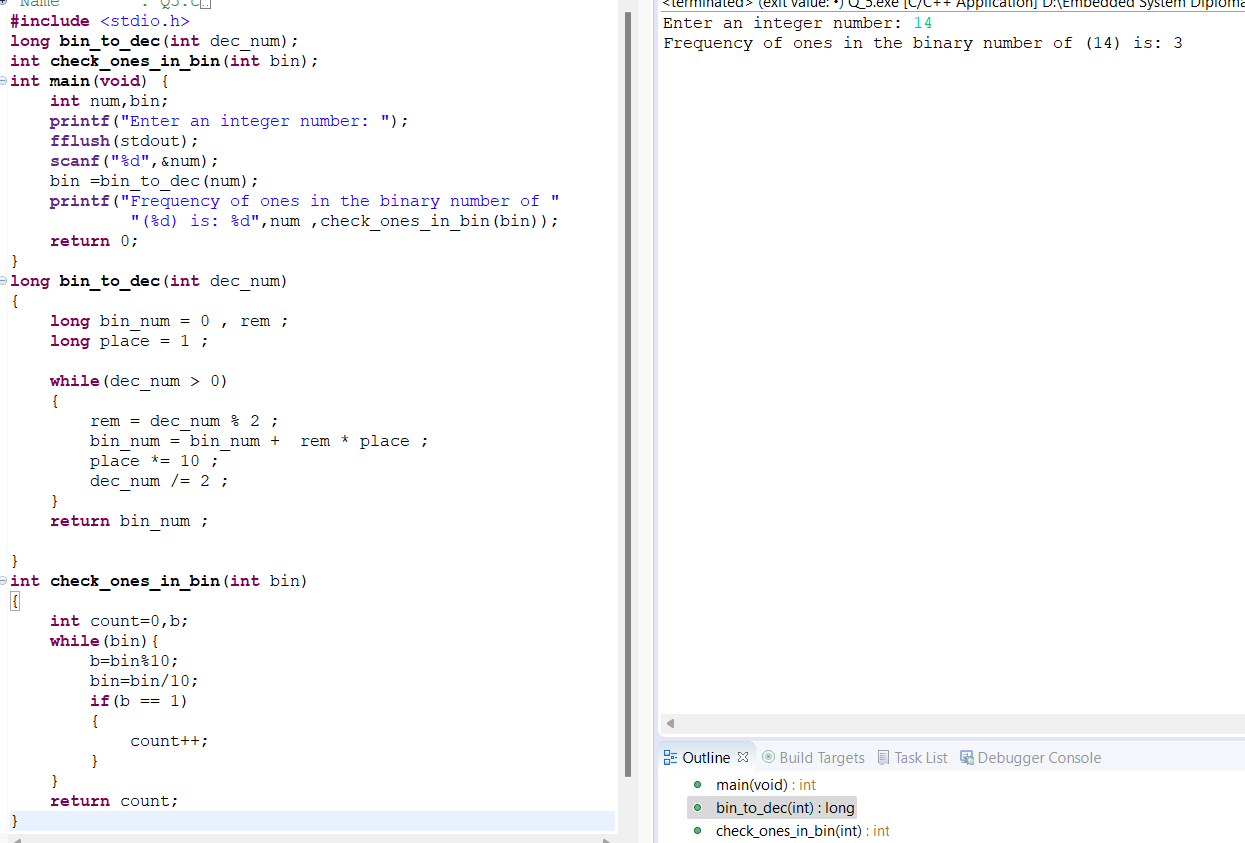 Name : Q5.c
#include <stdio.h>
long bin_to_dec(int dec_num);
int check_ones_in_bin(int bin);
int main(void) {
    int num,bin;
    printf("Enter an integer number: ");
    fflush(stdout);
    scanf("%d",&num);
    bin =bin_to_dec(num);
    printf("Frequency of ones in the binary number of "
            "(%d) is: %d",num ,check_ones_in_bin(bin));
    return 0;
}
long bin_to_dec(int dec_num)
{
    long bin_num = 0 , rem ;
    long place = 1 ;
    while(dec_num > 0)
    {
        rem = dec_num % 2 ;
        bin_num = bin_num +  rem * place ;
        place *= 10 ;
        dec_num /= 2 ;
    }
    return bin_num ;
}
int check_ones_in_bin(int bin)
{
    int count=0,b;
    while(bin){
        b=bin%10;
        bin=bin/10;
        if(b == 1)
        {
            count++;
        }
    }
    return count;
}
<terminated> (exit value: •) Q_5.exe [C/C++ Application] D:\Embedded System Diploma
Enter an integer number: 14
Frequency of ones in the binary number of (14) is: 3
Outline Build Targets Task List Debugger Console
main(void) : int
bin_to_dec(int) : long
check_ones_in_bin(int) : int